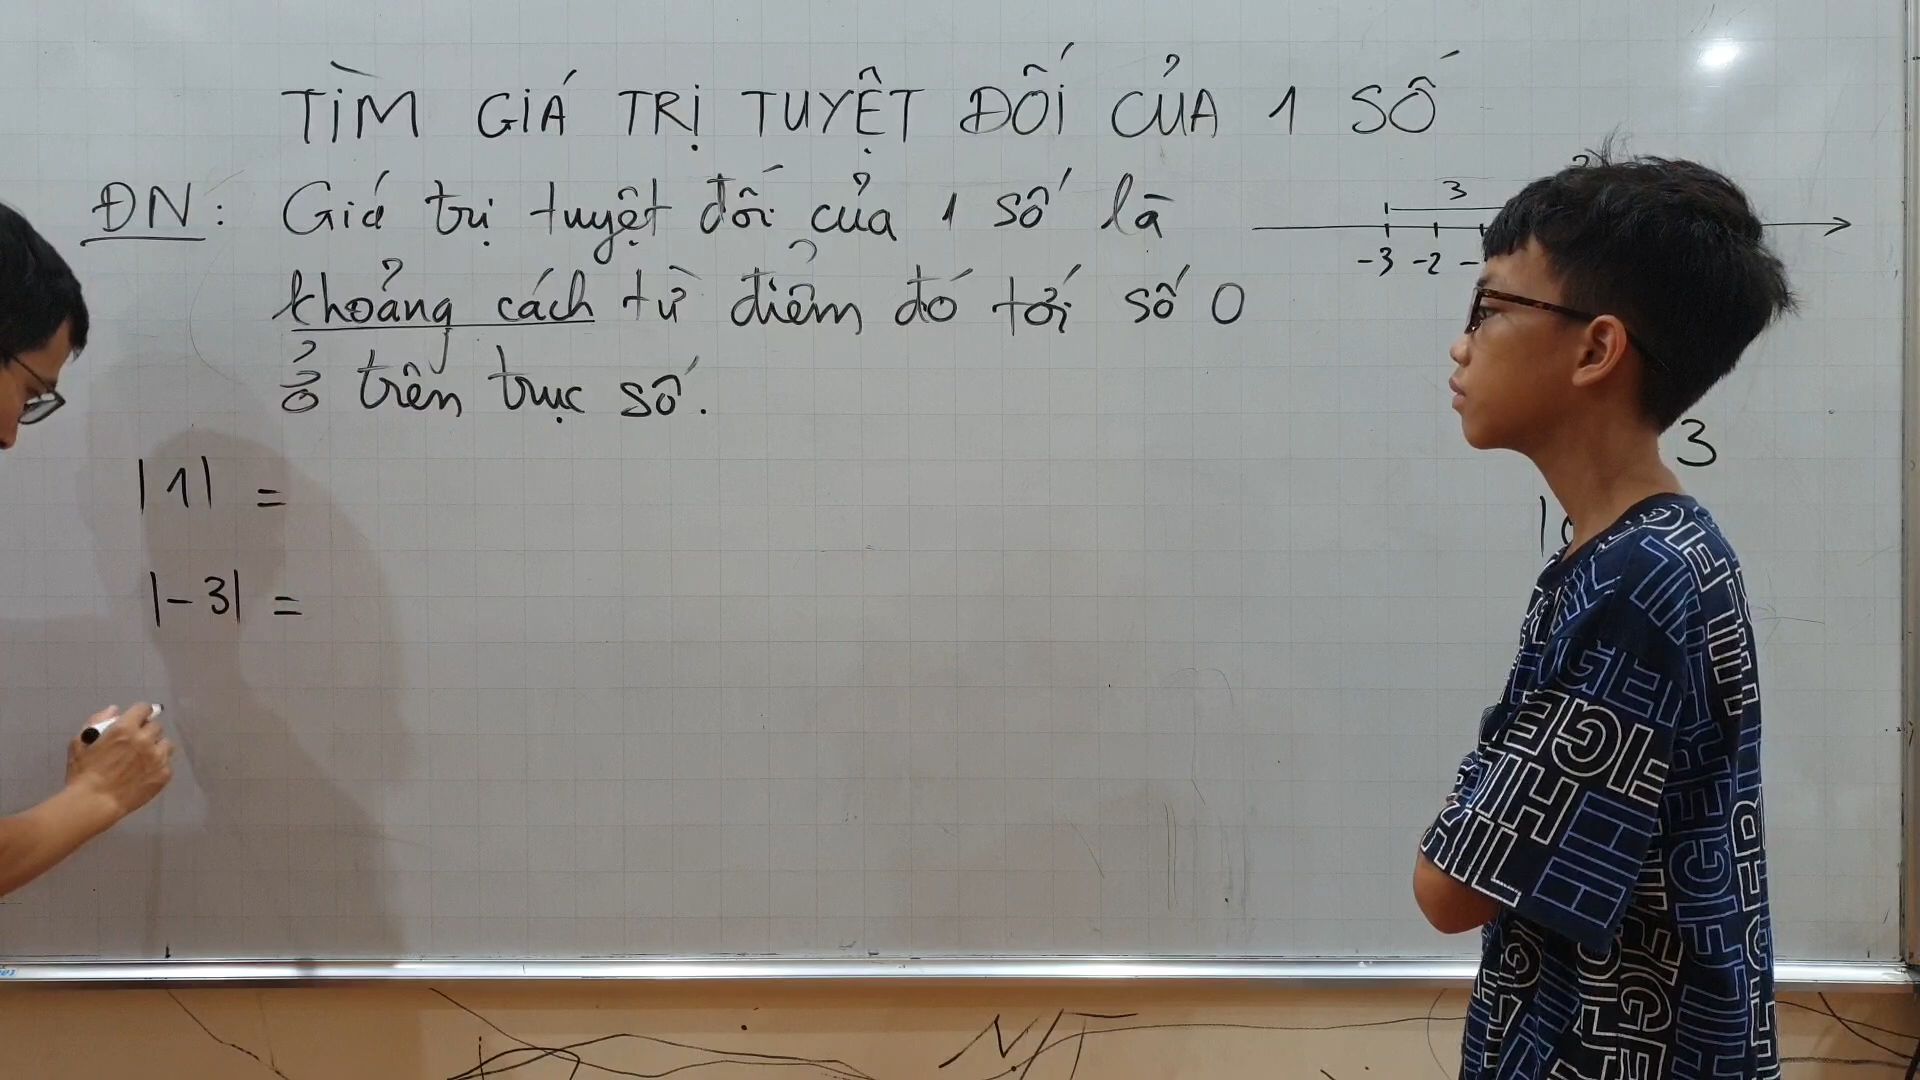 TÌM GIÁ TRỊ TUYỆT ĐỐI CỦA 1 SỐ
ĐN: Giá trị tuyệt đối của 1 số là
khoảng cách từ điểm đó tới số 0
trên trục số.
3
-3 -2 -
3
|1| =
|-3| =